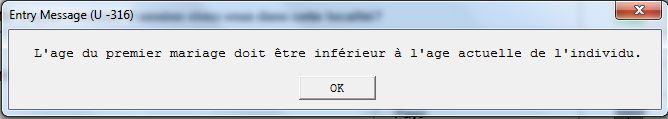 Entry Message (U -316)
L'age du premier mariage doit être inférieur à l'age actuelle de l'individu.
OK